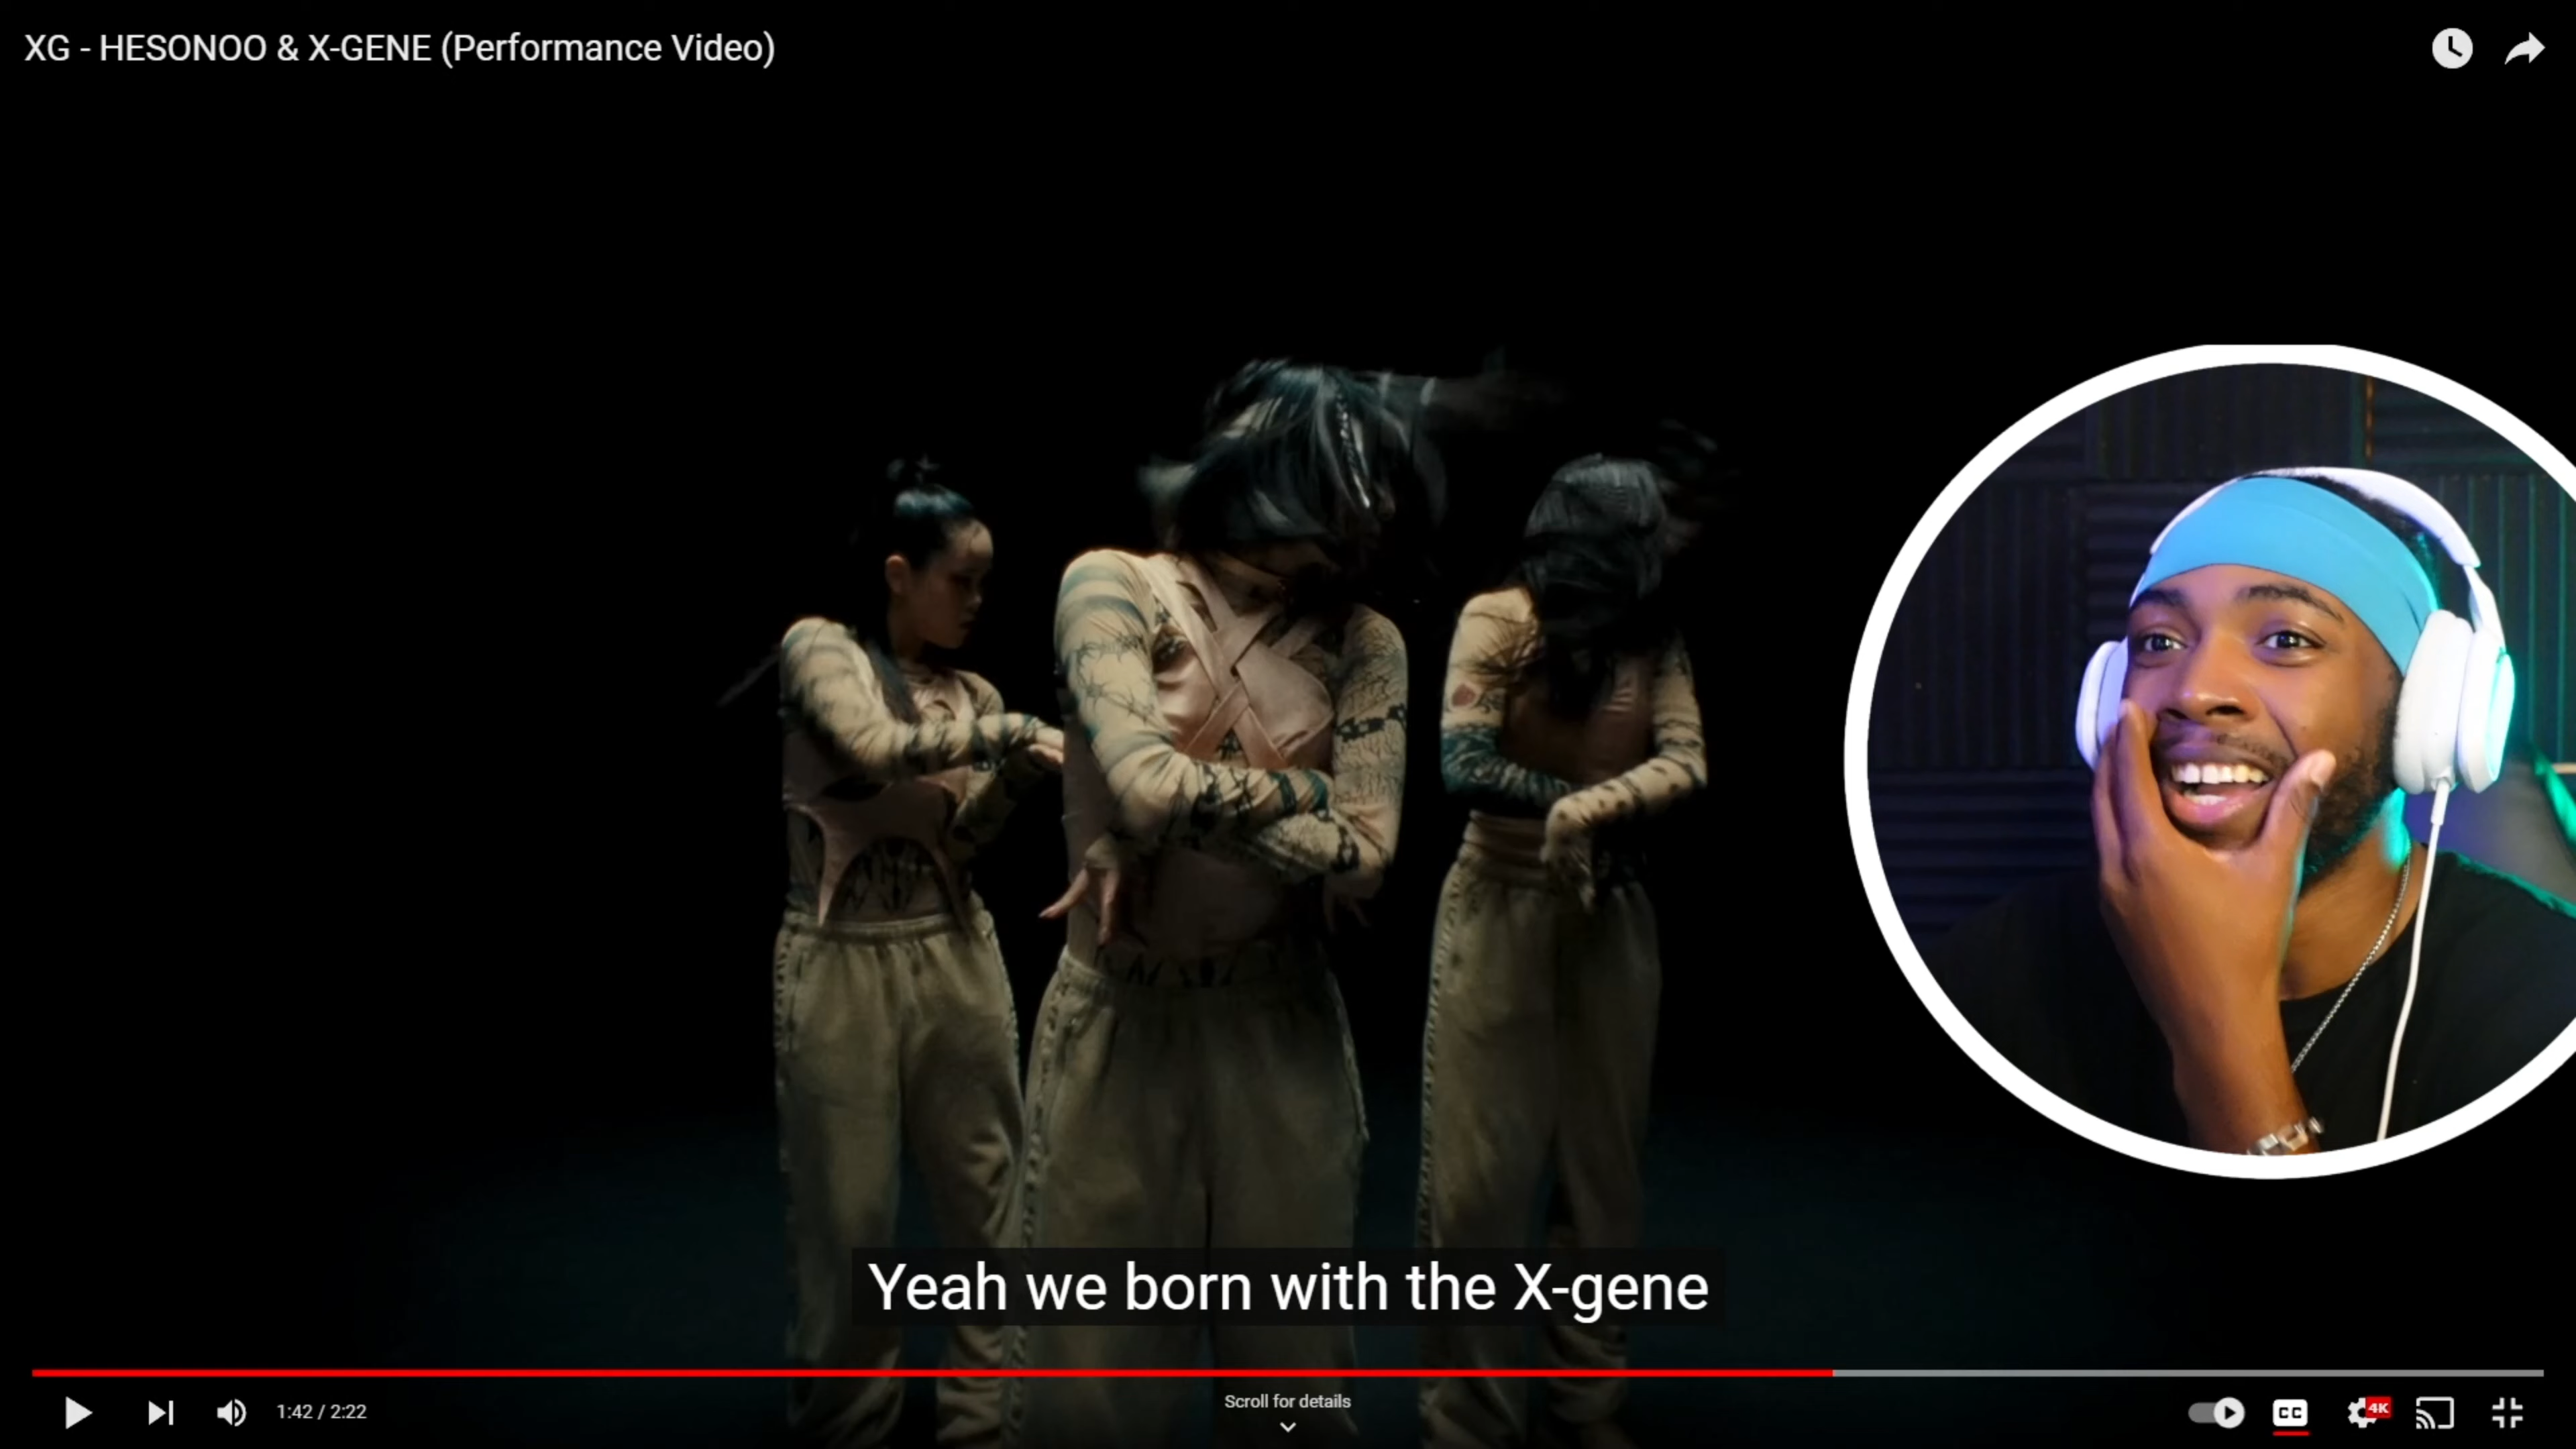 XG - HESONOO & X-GENE (Performance Video)
Yeah we born with the X-gene
1:42 / 2:22
Scroll for details
CC
4K